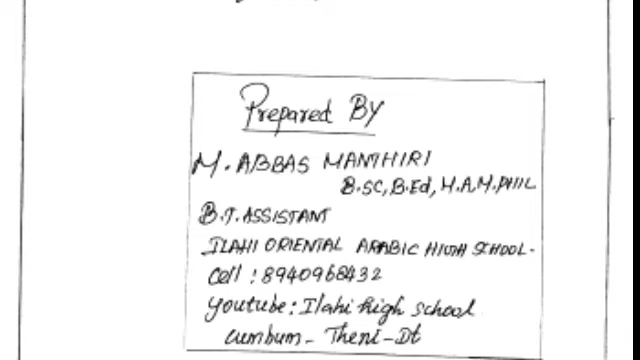 Prepared By
M. ABBAS MANTHIRI
B.SC, B.Ed, M.A.M.PHIL
B.T. ASSISTANT
ILAHI ORIENTAL ARABIC HIGH SCHOOL.
Cell : 8940968432
Youtube : Ilahi high school
Cumbum - Theni - Dt